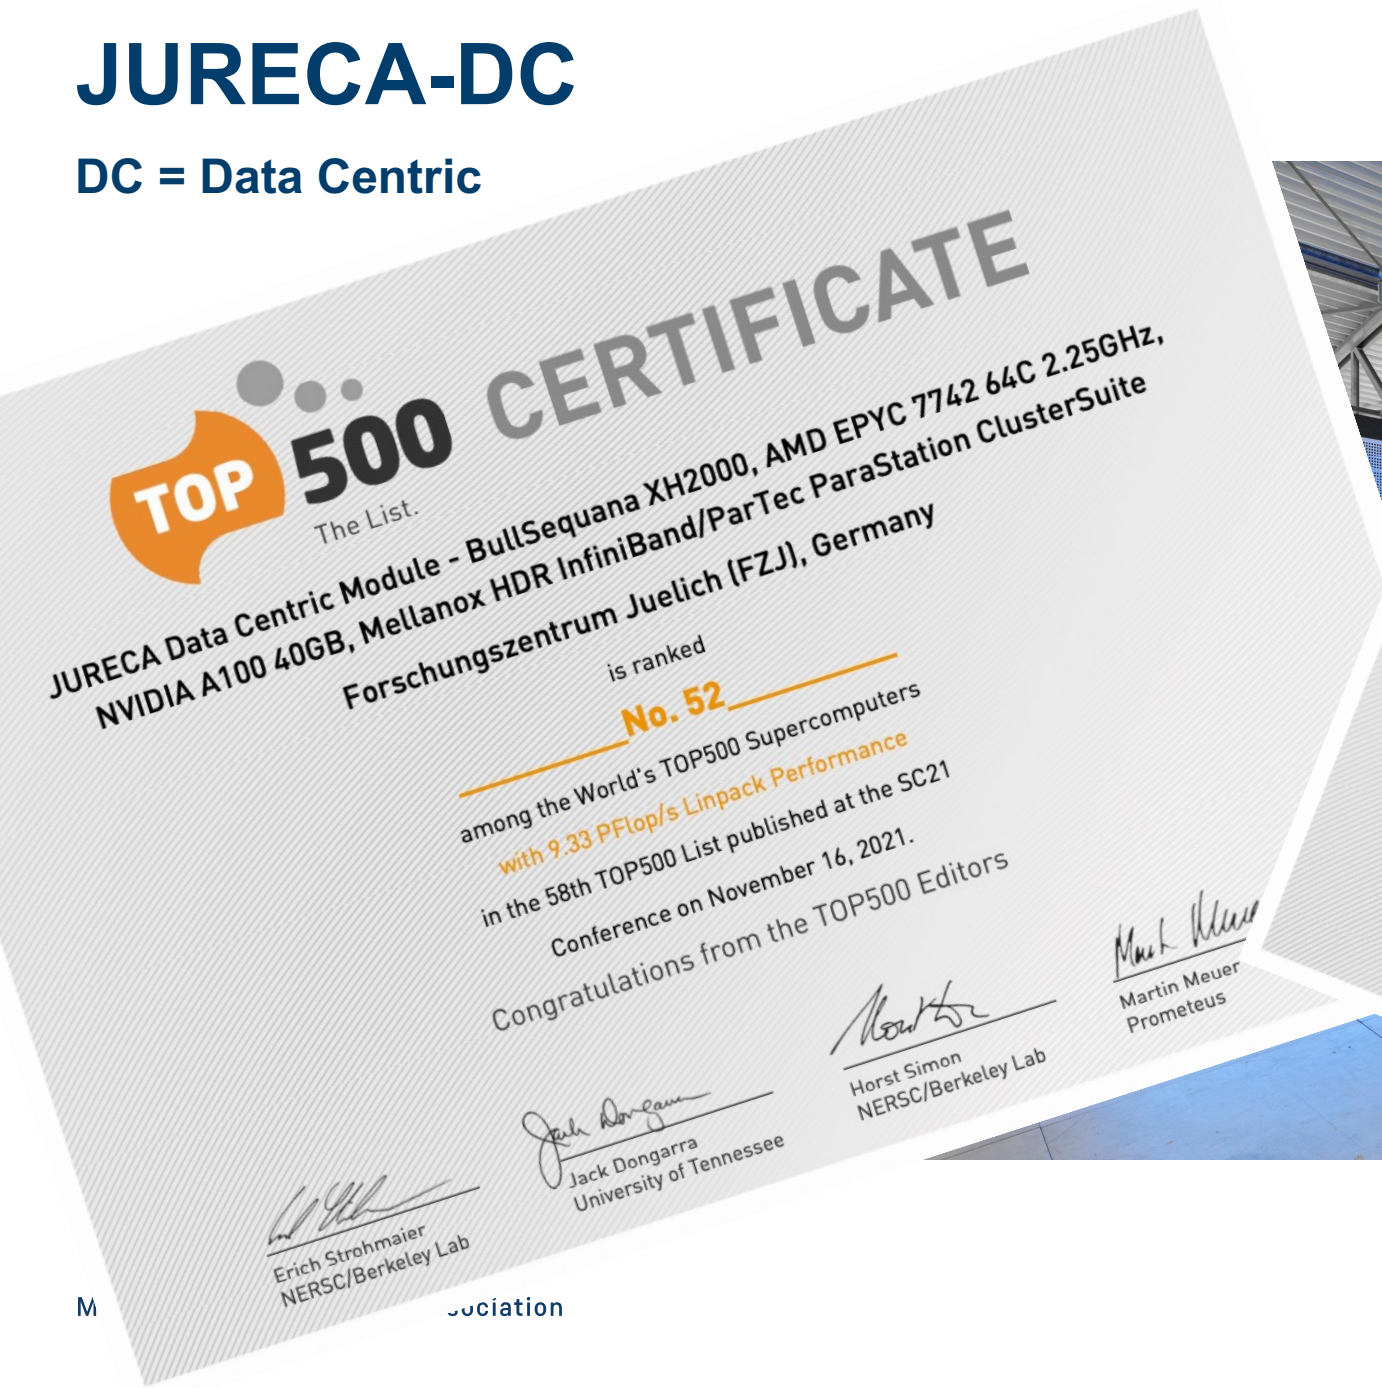 JURECA-DC
DC = Data Centric
TOP 500 CERTIFICATE
The List.
JURECA Data Centric Module - BullSequana XH2000, AMD EPYC 7742 64C 2.25GHz,
NVIDIA A100 40GB, Mellanox HDR InfiniBand/ParTec ParaStation ClusterSuite
Forschungszentrum Juelich (FZJ), Germany
is ranked
No. 52
among the World's TOP500 Supercomputers
with 9.33 PFlop/s Linpack Performance
in the 58th TOP500 List published at the SC21
Conference on November 16, 2021.
Congratulations from the TOP500 Editors
Erich Strohmaier
NERSC/Berkeley Lab
Jack Dongarra
University of Tennessee
Horst Simon
NERSC/Berkeley Lab
Martin Meuer
Prometeus